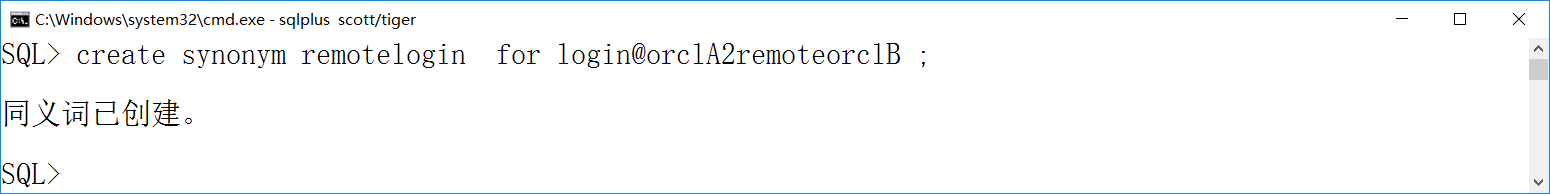 C:\Windows\system32\cmd.exe - sqlplus  scott/tiger
SQL> create synonym remotelogin  for login@orclA2remoteorclB ;
同义词已创建。
SQL>